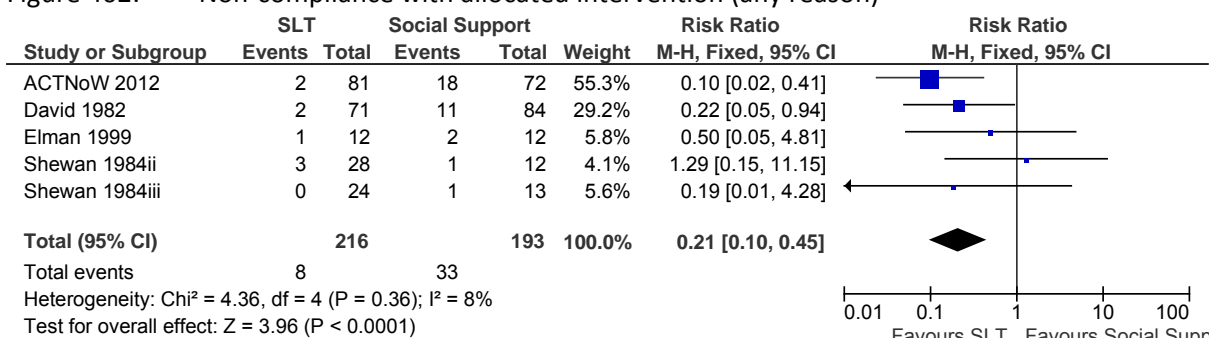 Figure 402: Non-compliance with allocated intervention (any reason)
SLT Social Support Risk Ratio Risk Ratio
Study or Subgroup Events Total Events Total Weight M-H, Fixed, 95% CI M-H, Fixed, 95% CI
ACTNoW 2012 2 81 18 72 55.3% 0.10 [0.02, 0.41]
David 1982 2 71 11 84 29.2% 0.22 [0.05, 0.94]
Elman 1999 1 12 2 12 5.8% 0.50 [0.05, 4.81]
Shewan 1984ii 3 28 1 12 4.1% 1.29 [0.15, 11.15]
Shewan 1984iii 0 24 1 13 5.6% 0.19 [0.01, 4.28]
Total (95% CI) 216 193 100.0% 0.21 [0.10, 0.45]
Total events 8 33
Heterogeneity: Chi² = 4.36, df = 4 (P = 0.36); I² = 8%
Test for overall effect: Z = 3.96 (P < 0.0001)
0.01 0.1 1 10 100
Favours SLT Favours Social Supp